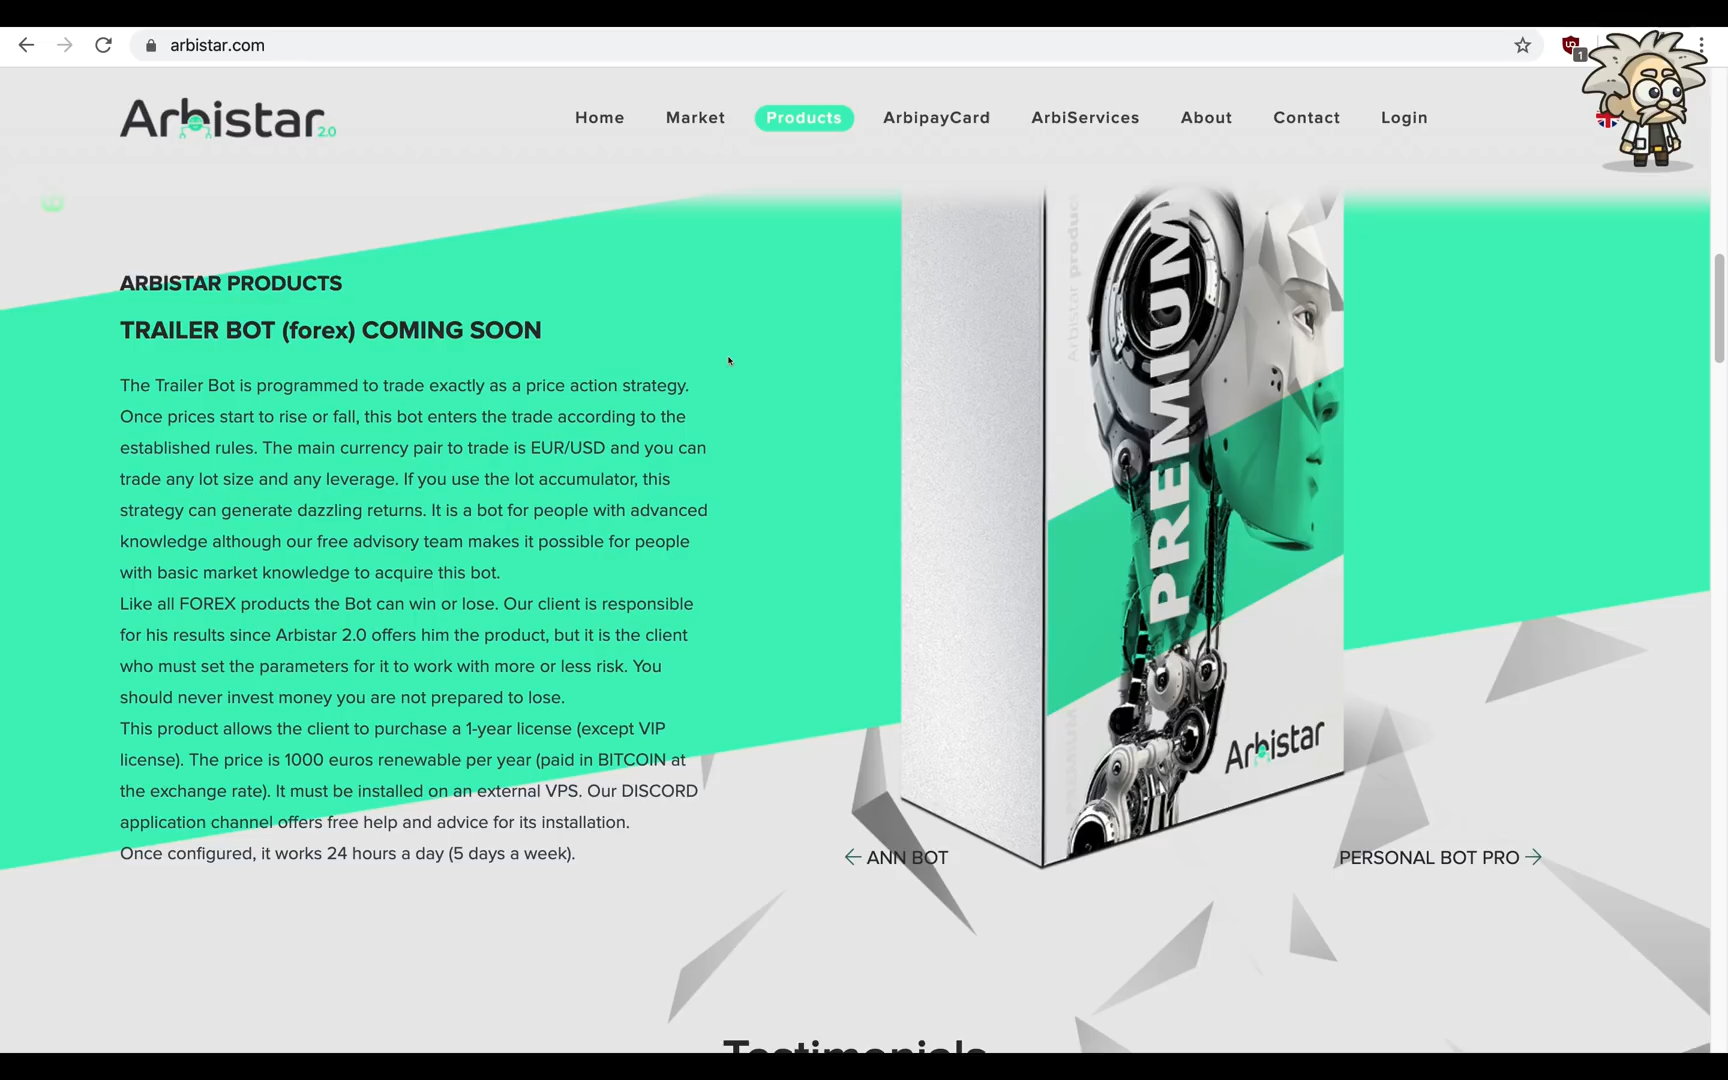 arbistar.com
1
Arbistar 2.0
Home Market Products ArbipayCard ArbiServices About Contact Login
ARBISTAR PRODUCTS
TRAILER BOT (forex) COMING SOON
The Trailer Bot is programmed to trade exactly as a price action strategy.
Once prices start to rise or fall, this bot enters the trade according to the
established rules. The main currency pair to trade is EUR/USD and you can
trade any lot size and any leverage. If you use the lot accumulator, this
strategy can generate dazzling returns. It is a bot for people with advanced
knowledge although our free advisory team makes it possible for people
with basic market knowledge to acquire this bot.
Like all FOREX products the Bot can win or lose. Our client is responsible
for his results since Arbistar 2.0 offers him the product, but it is the client
who must set the parameters for it to work with more or less risk. You
should never invest money you are not prepared to lose.
This product allows the client to purchase a 1-year license (except VIP
license). The price is 1000 euros renewable per year (paid in BITCOIN at
the exchange rate). It must be installed on an external VPS. Our DISCORD
application channel offers free help and advice for its installation.
Once configured, it works 24 hours a day (5 days a week).
Arbistar product
PREMIUM
Arbistar
← ANN BOT
PERSONAL BOT PRO →
Testimonials